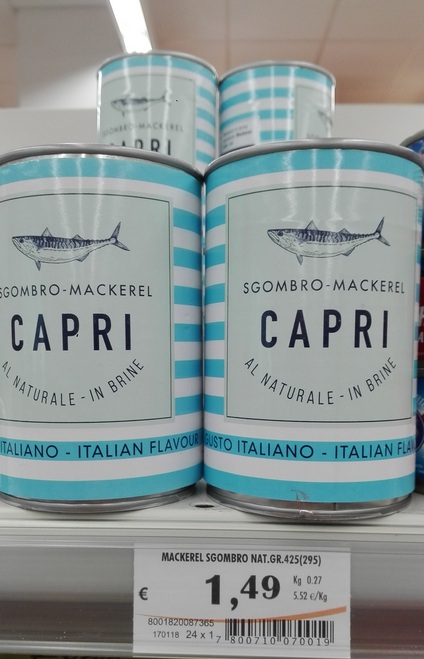 SGOMBRO-MACKEREL
CAPRI
SGOMBRO-MACKEREL
CAPRI
AL NATURALE - IN BRINE
ITALIANO - ITALIAN FLAVOUR
SGOMBRO-MACKEREL
CAPRI
AL NATURALE - IN BRINE
GUSTO ITALIANO - ITALIAN FLA
MACKEREL SGOMBRO NAT.GR.425(295)
€ 1,49
Kg 0.27
5.52 €/Kg
8001820087365
170118 24 x 1
7 800710 070019